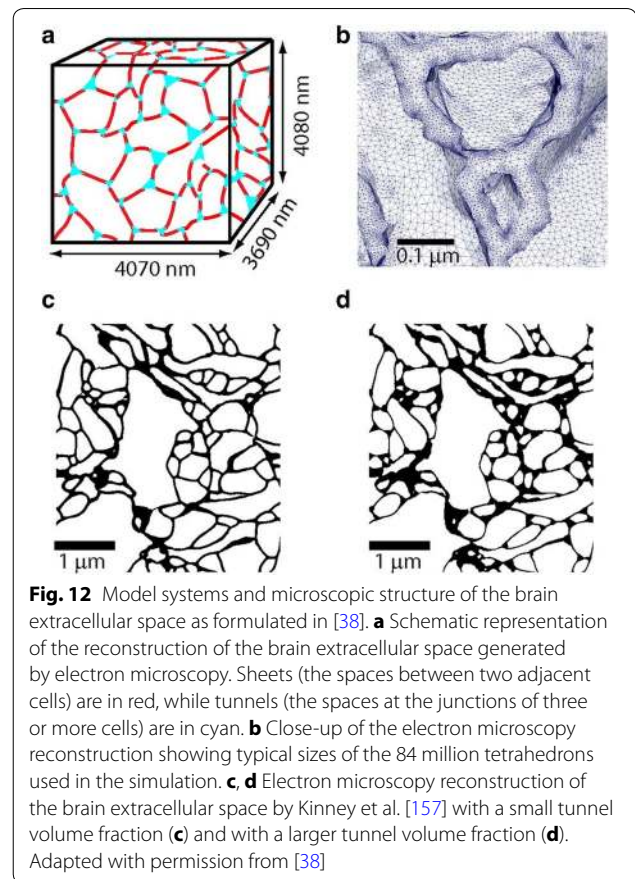 a
b
4080 nm
3690 nm
4070 nm
0.1 µm
c
d
1 µm
1 µm
Fig. 12 Model systems and microscopic structure of the brain
extracellular space as formulated in [38]. a Schematic representation
of the reconstruction of the brain extracellular space generated
by electron microscopy. Sheets (the spaces between two adjacent
cells) are in red, while tunnels (the spaces at the junctions of three
or more cells) are in cyan. b Close-up of the electron microscopy
reconstruction showing typical sizes of the 84 million tetrahedrons
used in the simulation. c, d Electron microscopy reconstruction of
the brain extracellular space by Kinney et al. [157] with a small tunnel
volume fraction (c) and with a larger tunnel volume fraction (d).
Adapted with permission from [38]